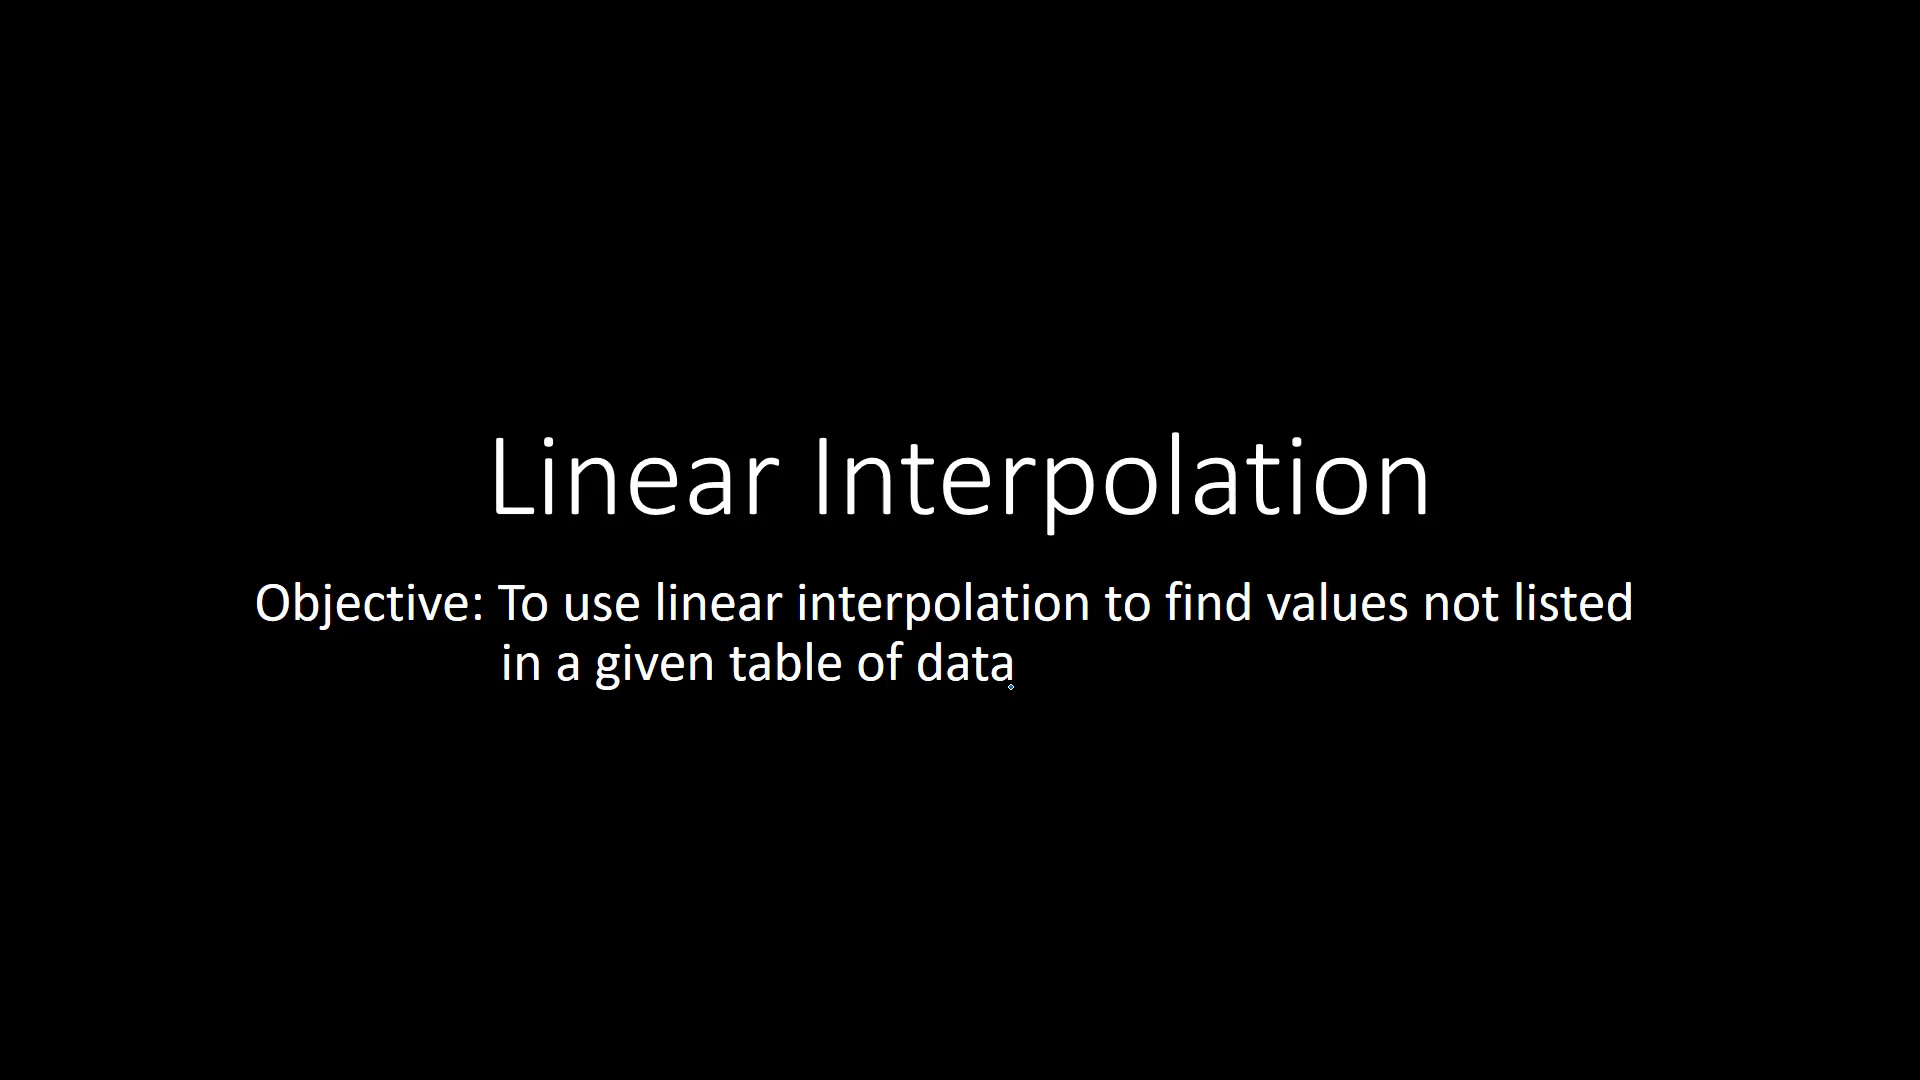 Linear Interpolation
Objective: To use linear interpolation to find values not listed
in a given table of data